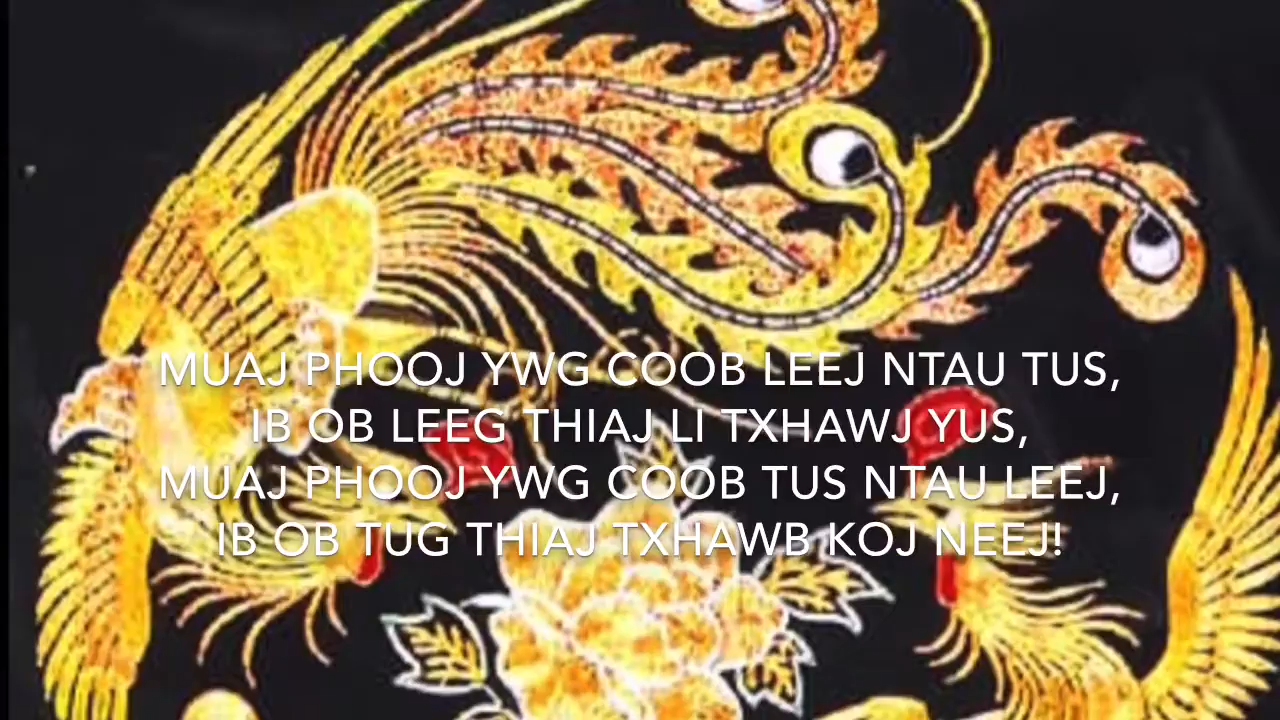 MUAJ PHOOJ YWG COOB LEEJ NTAU TUS,
IB OB LEEG THIAJ LI TXHAWJ YUS,
MUAJ PHOOJ YWG COOB TUS NTAU LEEJ,
IB OB TUG THIAJ TXHAWB KOJ NEEJ!